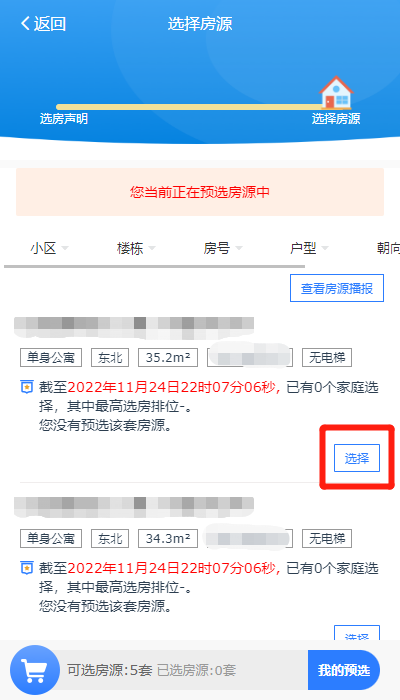 返回
选择房源
选房声明
选择房源
您当前正在预选房源中
小区 楼栋 房号 户型 朝向
查看房源播报
单身公寓 东北 35.2m² 无电梯
截至2022年11月24日22时07分06秒, 已有0个家庭选
择，其中最高选房排位-。
您没有预选该套房源。
选择
单身公寓 东北 34.3m² 无电梯
截至2022年11月24日22时07分06秒, 已有0个家庭选
择，其中最高选房排位-。
您没有预选该套房源。
选择
可选房源:5套 已选房源:0套 我的预选